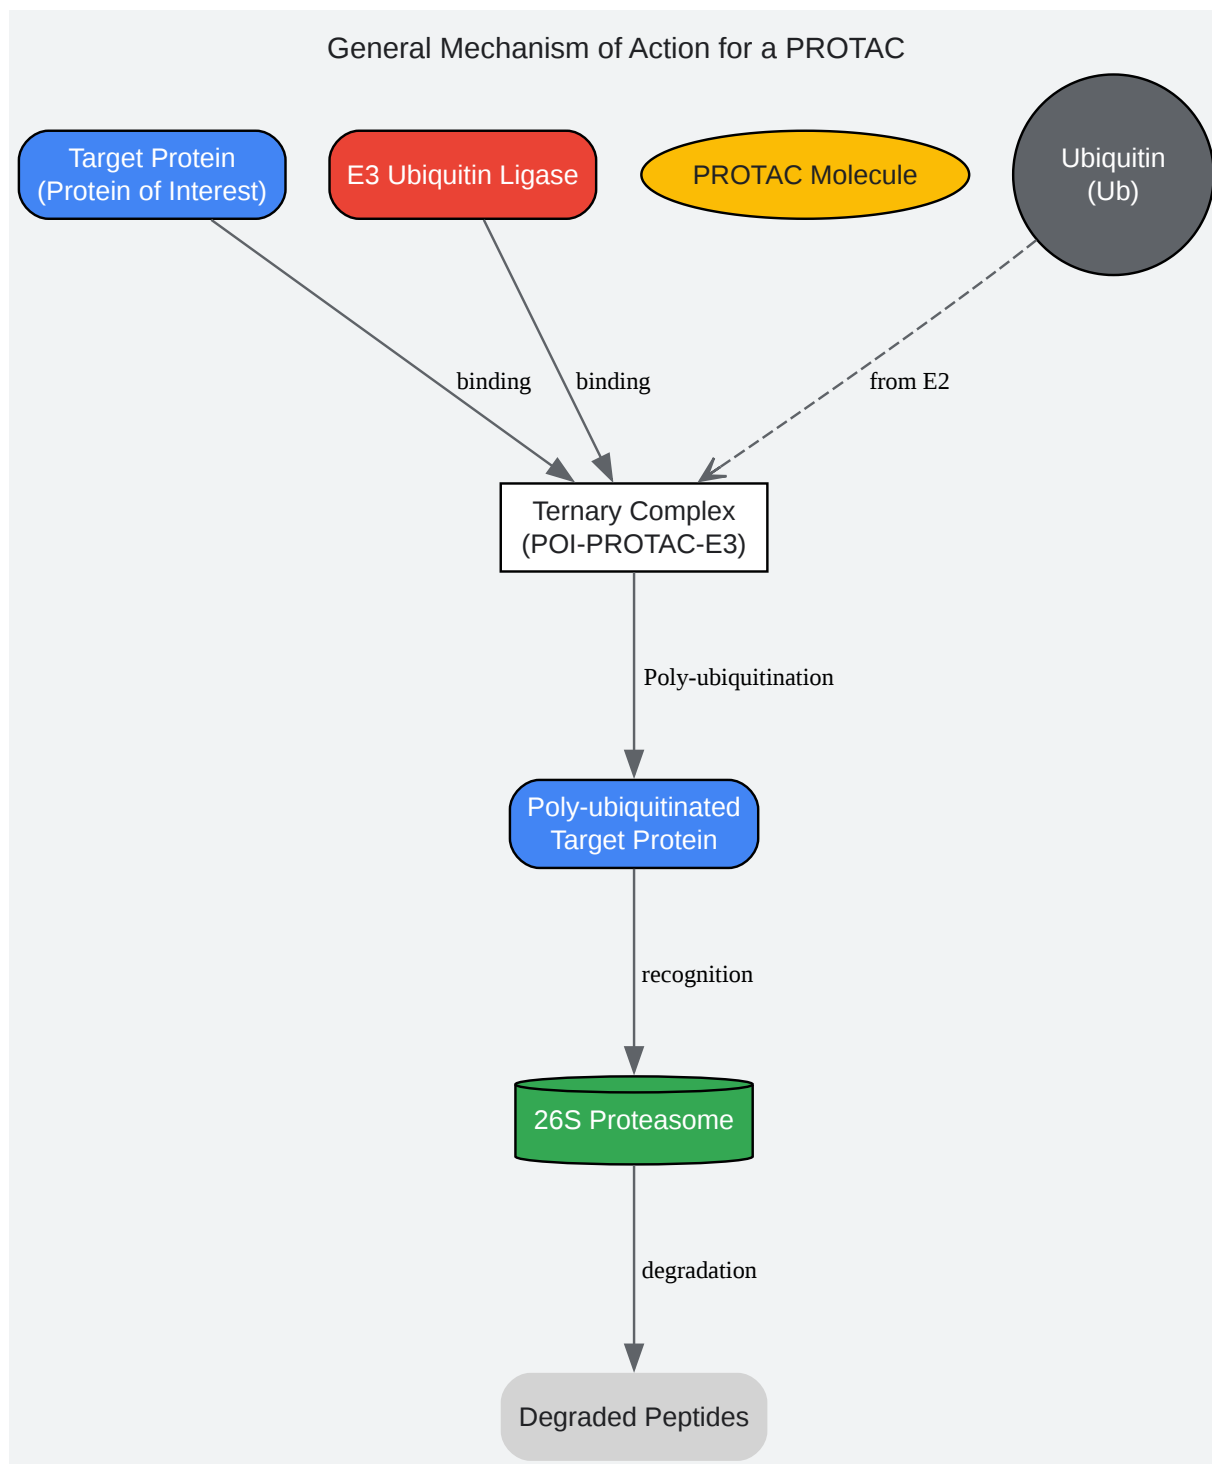 General Mechanism of Action for a PROTAC
Target Protein
(Protein of Interest)
E3 Ubiquitin Ligase
PROTAC Molecule
Ubiquitin
(Ub)
binding
binding
from E2
Ternary Complex
(POI-PROTAC-E3)
Poly-ubiquitination
Poly-ubiquitinated
Target Protein
recognition
26S Proteasome
degradation
Degraded Peptides